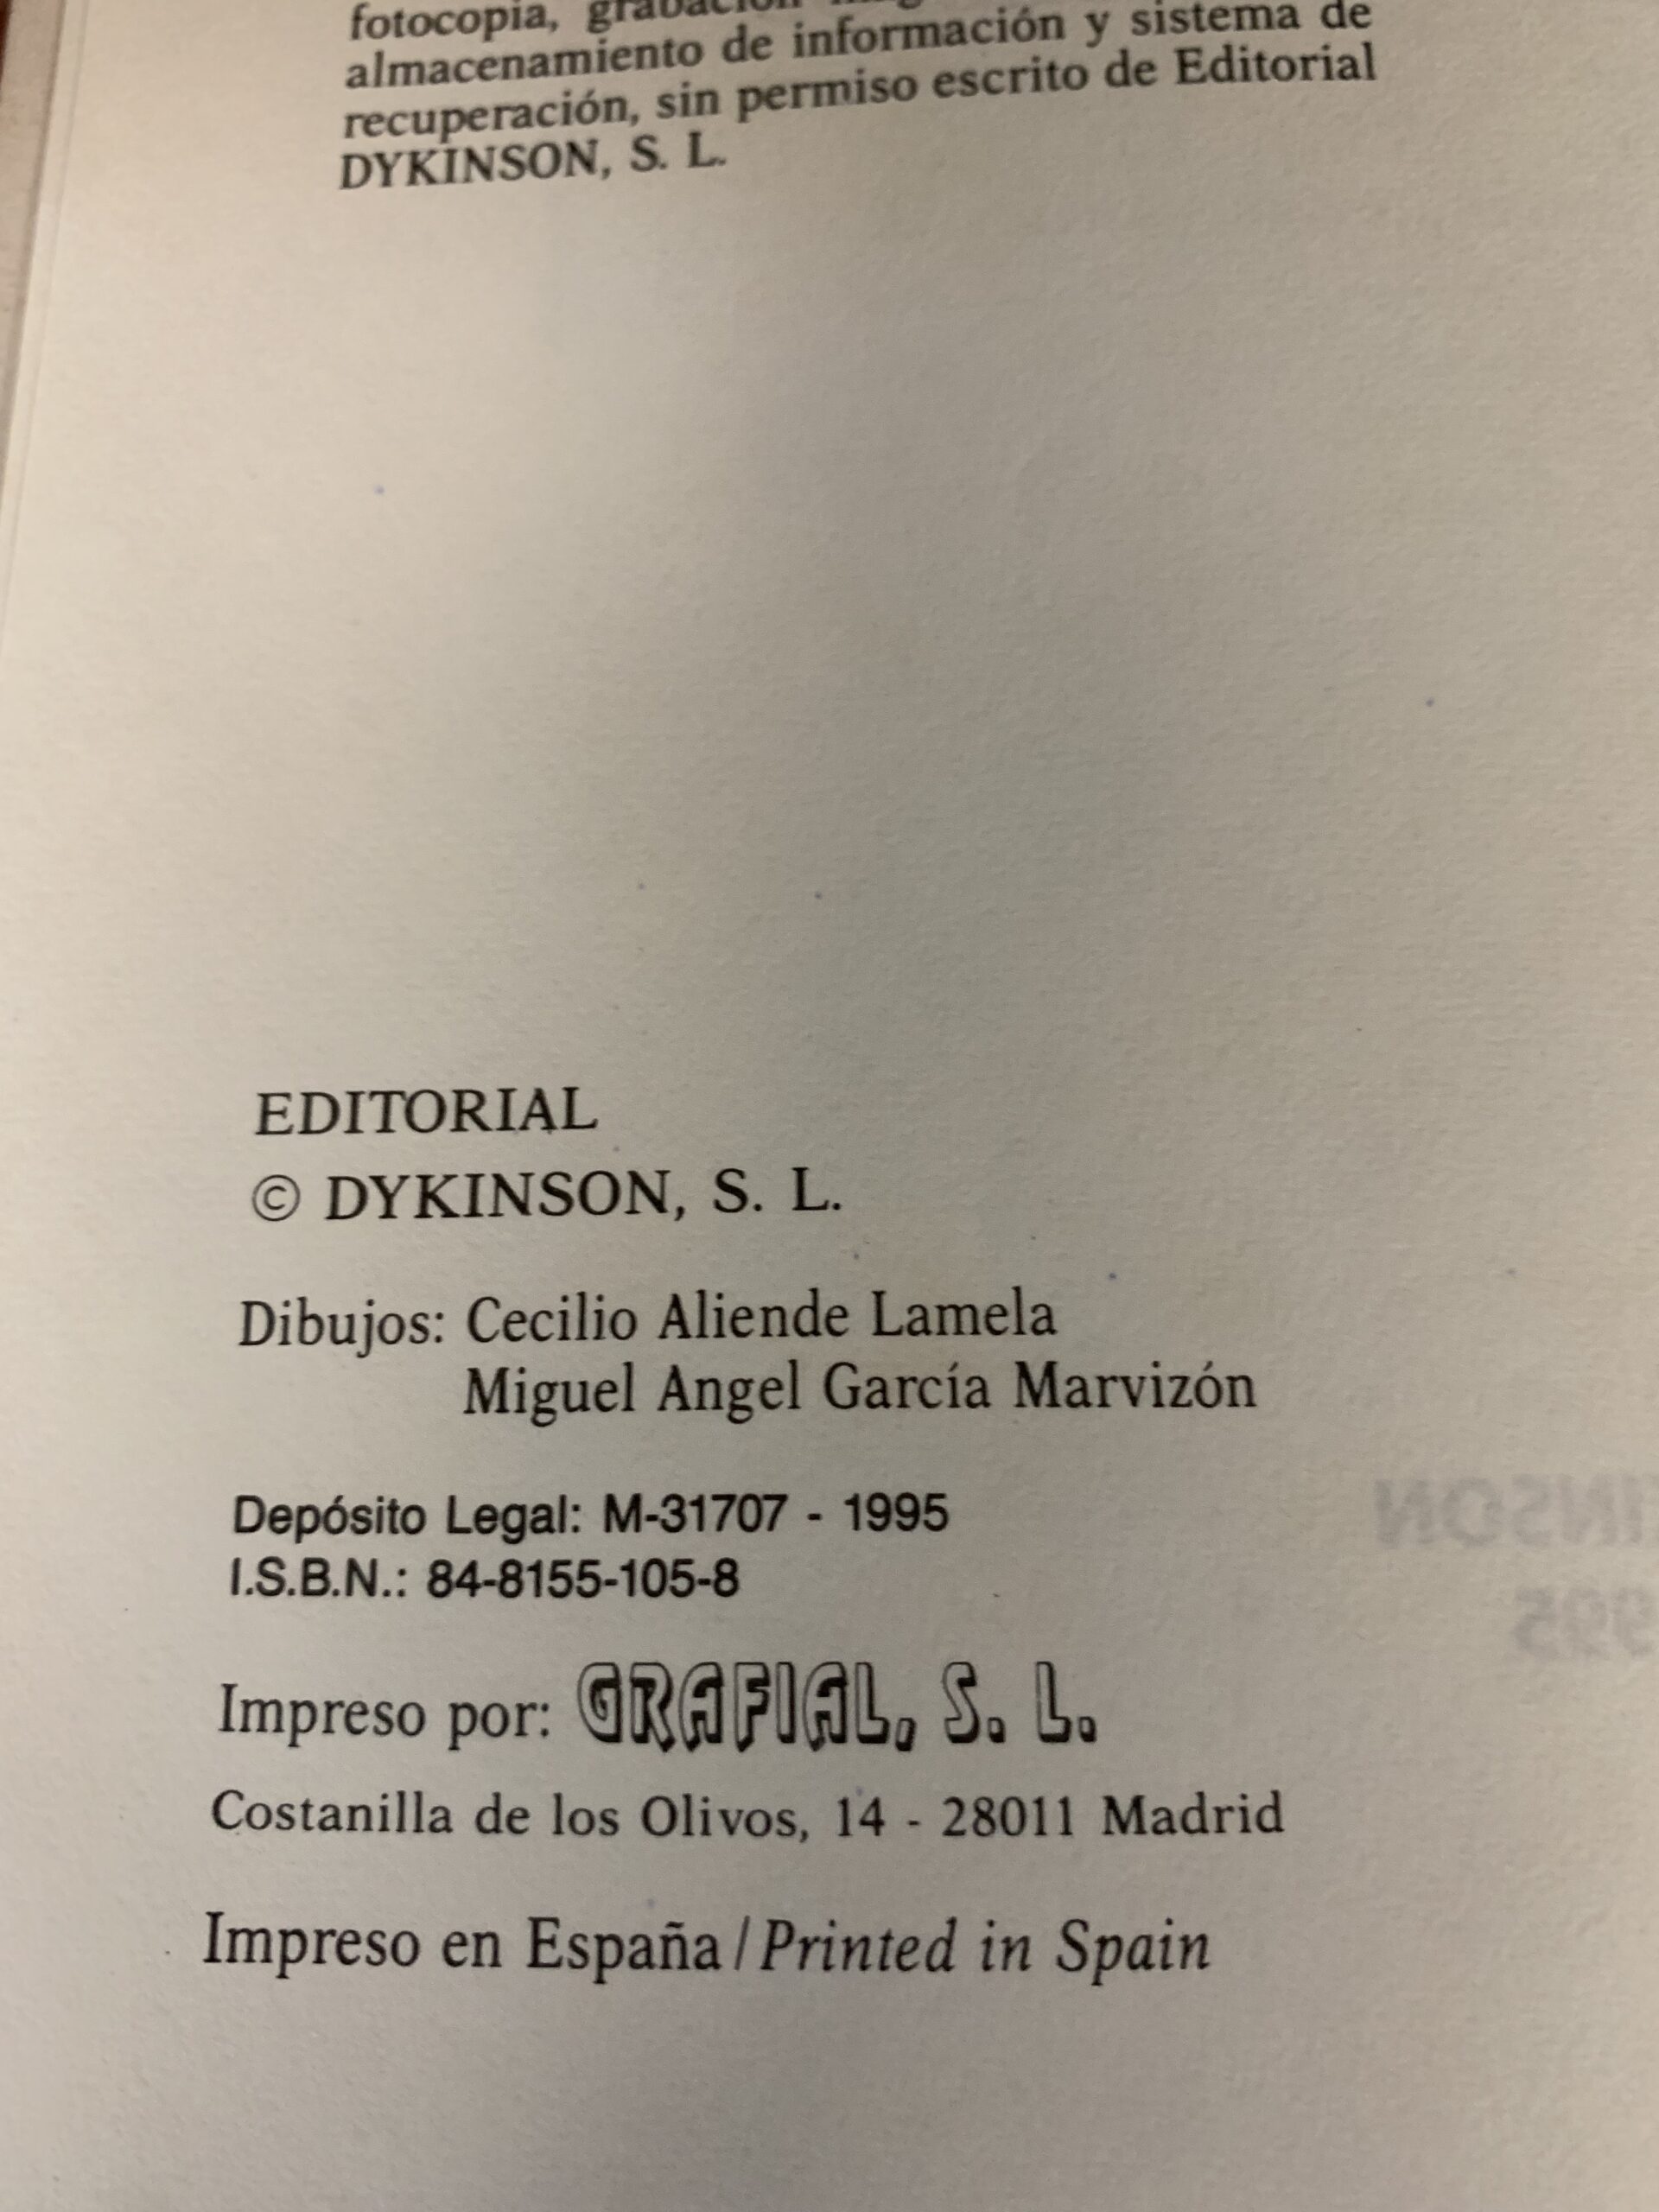 fotocopia, grabación
almacenamiento de información y sistema de
recuperación, sin permiso escrito de Editorial
DYKINSON, S. L.
EDITORIAL
© DYKINSON, S. L.
Dibujos: Cecilio Aliende Lamela
Miguel Angel García Marvizón
Depósito Legal: M-31707 - 1995
I.S.B.N.: 84-8155-105-8
Impreso por: GRAFIAL, S. L.
Costanilla de los Olivos, 14 - 28011 Madrid
Impreso en España / Printed in Spain